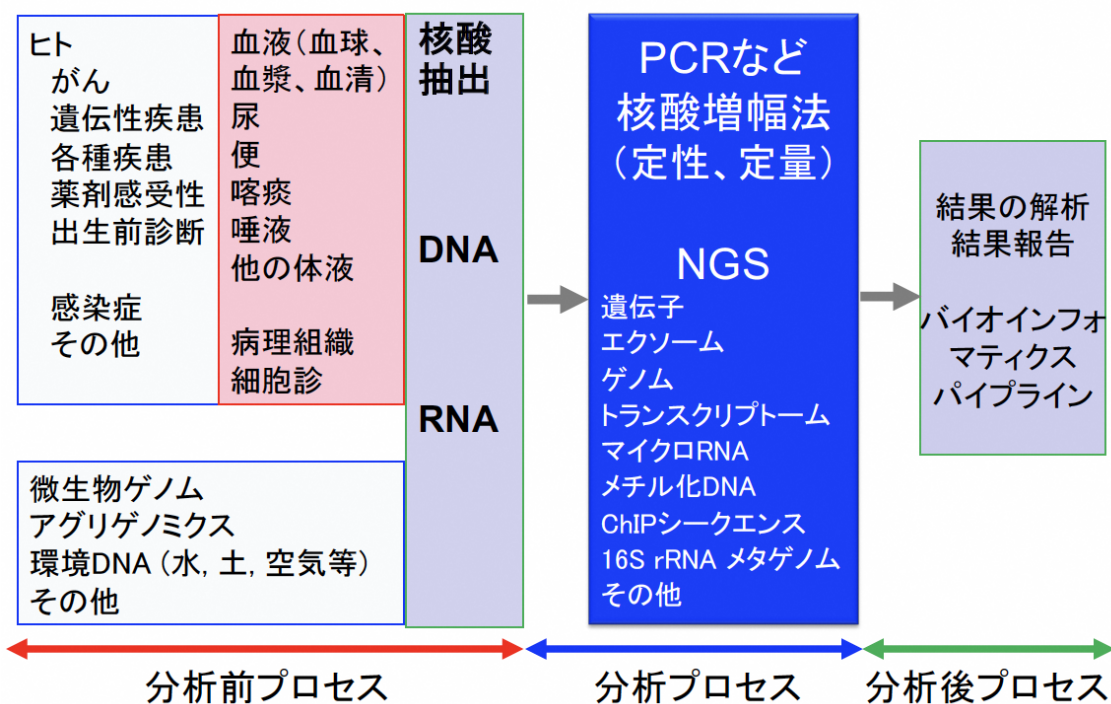 ヒト
がん
遺伝性疾患
各種疾患
薬剤感受性
出生前診断
感染症
その他
血液(血球、
血漿、血清)
尿
便
喀痰
唾液
他の体液
病理組織
細胞診
微生物ゲノム
アグリゲノミクス
環境DNA (水, 土, 空気等)
その他
核酸
抽出
DNA
RNA
PCRなど
核酸増幅法
(定性、定量)
NGS
遺伝子
エクソーム
ゲノム
トランスクリプトーム
マイクロRNA
メチル化DNA
ChIPシークエンス
16S rRNA メタゲノム
その他
結果の解析
結果報告
バイオインフォ
マティクス
パイプライン
分析前プロセス
分析プロセス
分析後プロセス